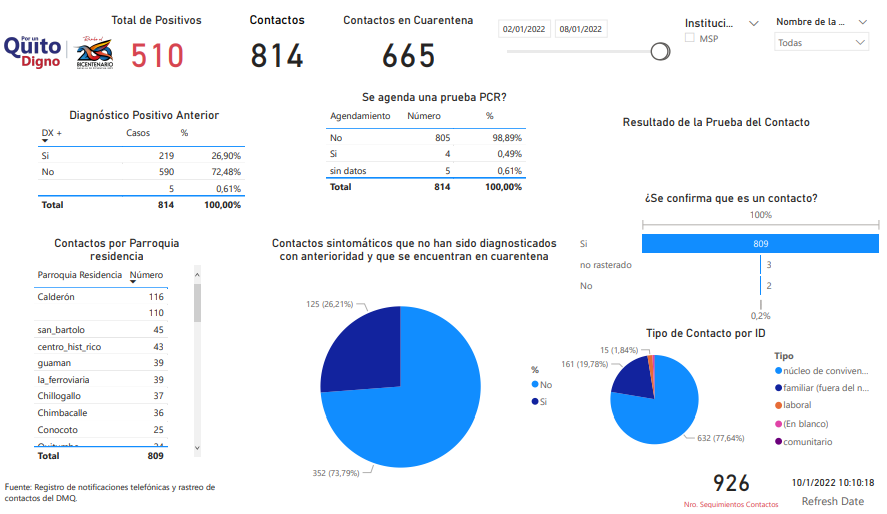 Por un
Quito
Digno
BICENTENARIO
Total de Positivos
510
Contactos
814
Contactos en Cuarentena
665
02/01/2022
08/01/2022
Instituci...
MSP
Nombre de la ...
Todas
Diagnóstico Positivo Anterior
DX + Casos %
Si 219 26,90%
No 590 72,48%
5 0,61%
Total 814 100,00%
Se agenda una prueba PCR?
Agendamiento Número %
No 805 98,89%
Si 4 0,49%
sin datos 5 0,61%
Total 814 100,00%
Resultado de la Prueba del Contacto
¿Se confirma que es un contacto?
100%
Si 809
no rasterado 3
No 2
0,2%
Contactos por Parroquia
residencia
Parroquia Residencia Número
Calderón 116
110
san_bartolo 45
centro_hist_rico 43
guaman 39
la_ferroviaria 39
Chillogallo 37
Chimbacalle 36
Conocoto 25
Total 809
Contactos sintomáticos que no han sido diagnosticados
con anterioridad y que se encuentran en cuarentena
125 (26,21%)
352 (73,79%)
%
No
Si
Tipo de Contacto por ID
15 (1,84%)
161 (19,78%)
632 (77,64%)
Tipo
núcleo de conviven...
familiar (fuera del n...
laboral
(En blanco)
comunitario
926
Nro. Seguimientos Contactos
10/1/2022 10:10:18
Refresh Date
Fuente: Registro de notificaciones telefónicas y rastreo de
contactos del DMQ.